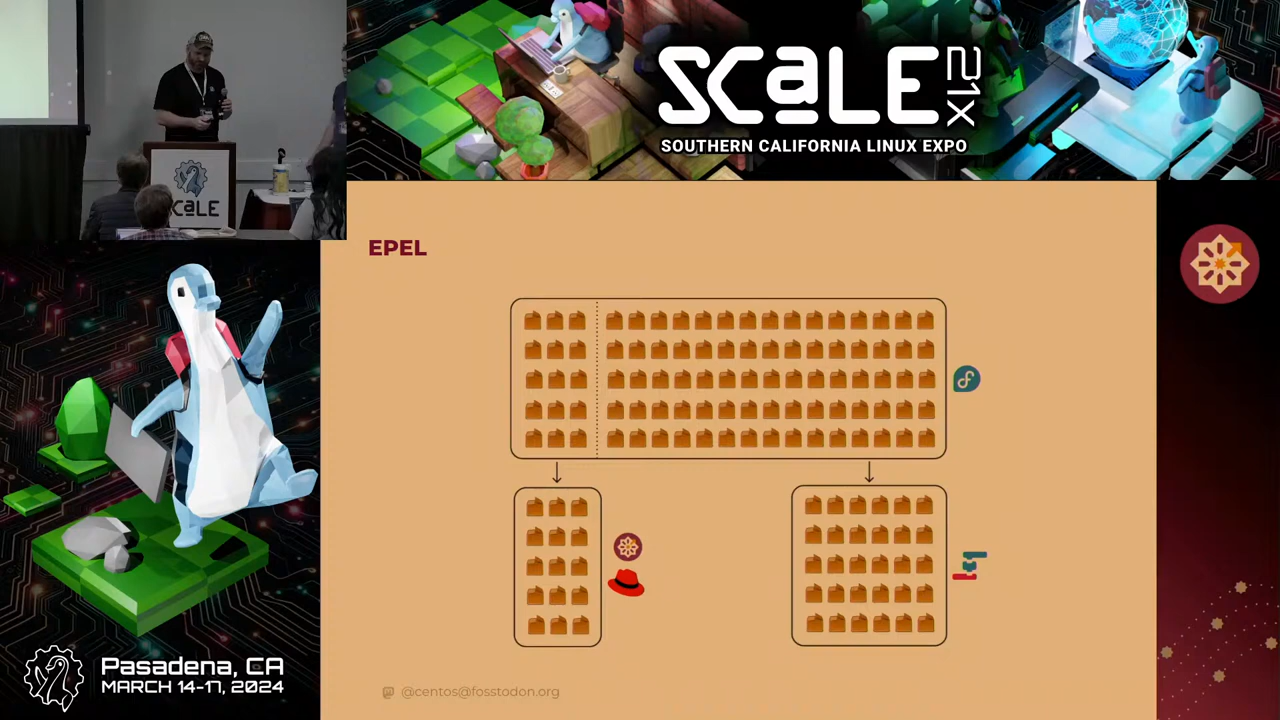 SCaLE 21x
SOUTHERN CALIFORNIA LINUX EXPO
SCaLE
EPEL
@centos@fosstodon.org
Pasadena, CA
MARCH 14-17, 2024